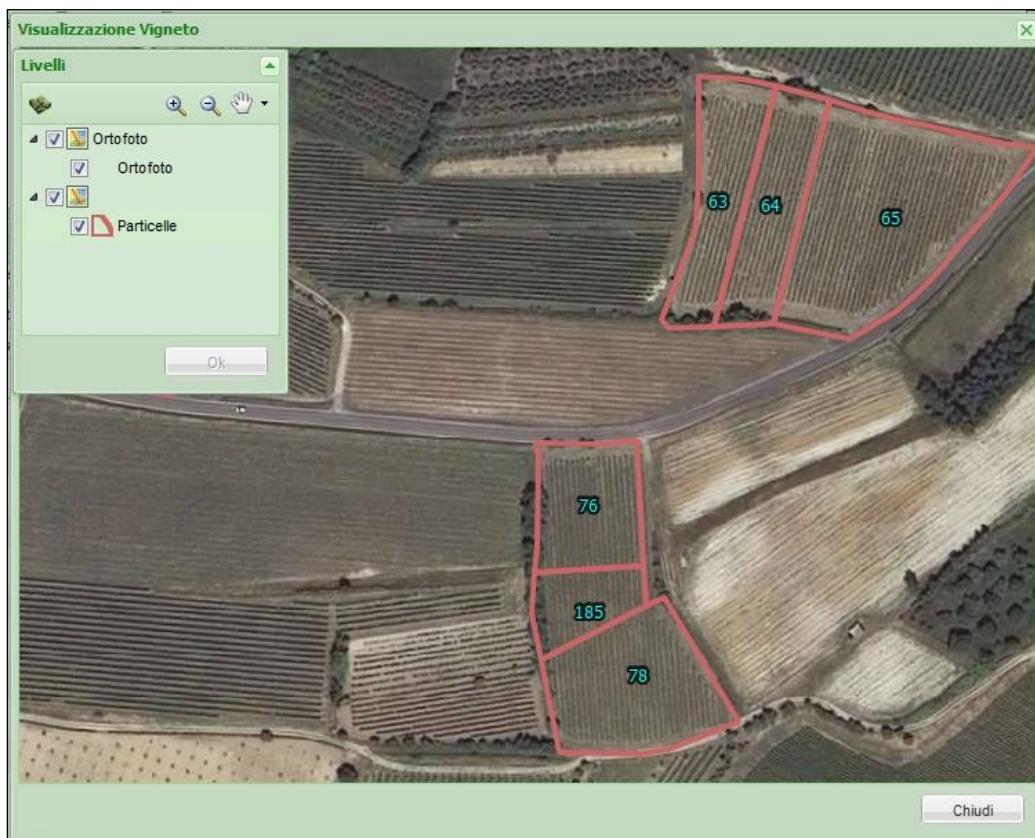 Visualizzazione Vigneto
Livelli
Ortofoto
Ortofoto
Particelle
Ok
63
64
65
76
185
78
Chiudi